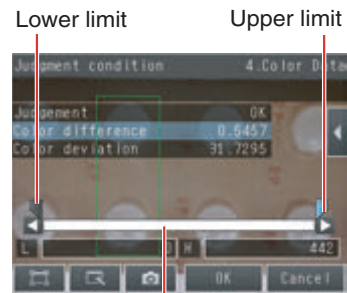 Lower limit Upper limit
Judgment condition 4.Color Data
Judgement OK
Color difference 0.5457
Color deviation 31.7295
L 0 H 442
OK Cancel